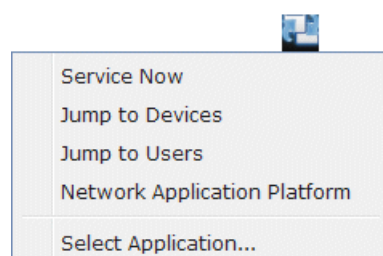 Service Now
Jump to Devices
Jump to Users
Network Application Platform
Select Application...